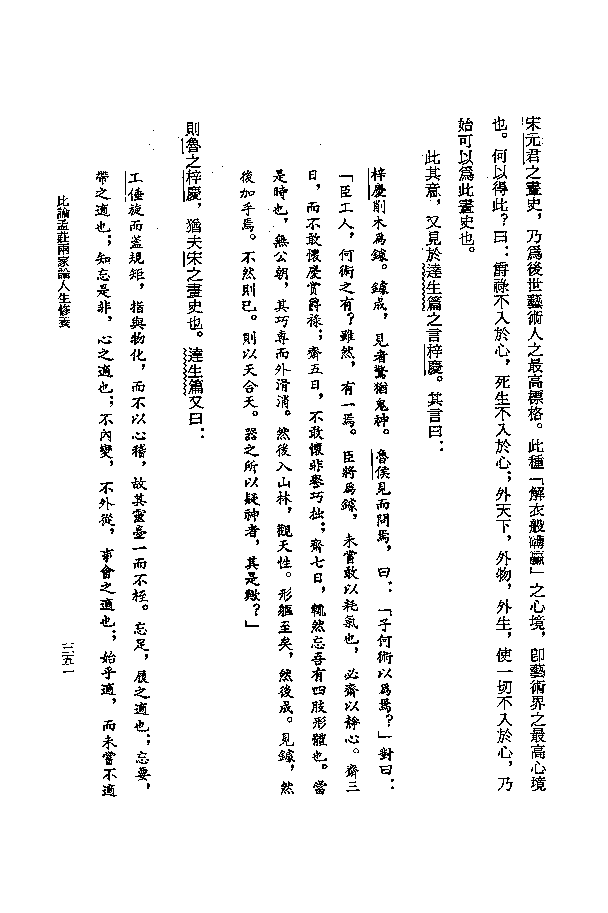 宋元君之畫史，乃爲後世藝術人之最高標格。此種「解衣般礴臝」之心境，卽藝術界之最高心境
也。何以得此？曰：爵祿不入於心，死生不入於心；外天下，外物，外生，使一切不入於心，乃
始可以爲此畫史也。
此其意，又見於達生篇之言梓慶。其言曰：
梓慶削木爲鐻。鐻成，見者驚猶鬼神。魯侯見而問焉，曰：「子何術以爲焉？」對曰：
「臣工人，何術之有？雖然，有一焉。臣將爲鐻，未嘗敢以耗氣也，必齋以靜心。齋三
日，而不敢懷慶賞爵祿；齋五日，不敢懷非譽巧拙；齋七日，輒然忘吾有四肢形體也。當
是時也，無公朝，其巧專而外滑消。然後入山林，觀天性。形軀至矣，然後成。見鐻，然
後加手焉。不然則已。則以天合天。器之所以疑神者，其是歟？」
則魯之梓慶，猶夫宋之畫史也。達生篇又曰：
工倕旋而蓋規矩，指與物化，而不以心稽，故其靈臺一而不桎。忘足，屨之適也；忘要，
帶之適也；知忘是非，心之適也；不內變，不外從，事會之適也；始乎適，而未嘗不適
比論孟莊兩家論人生修養
三五一